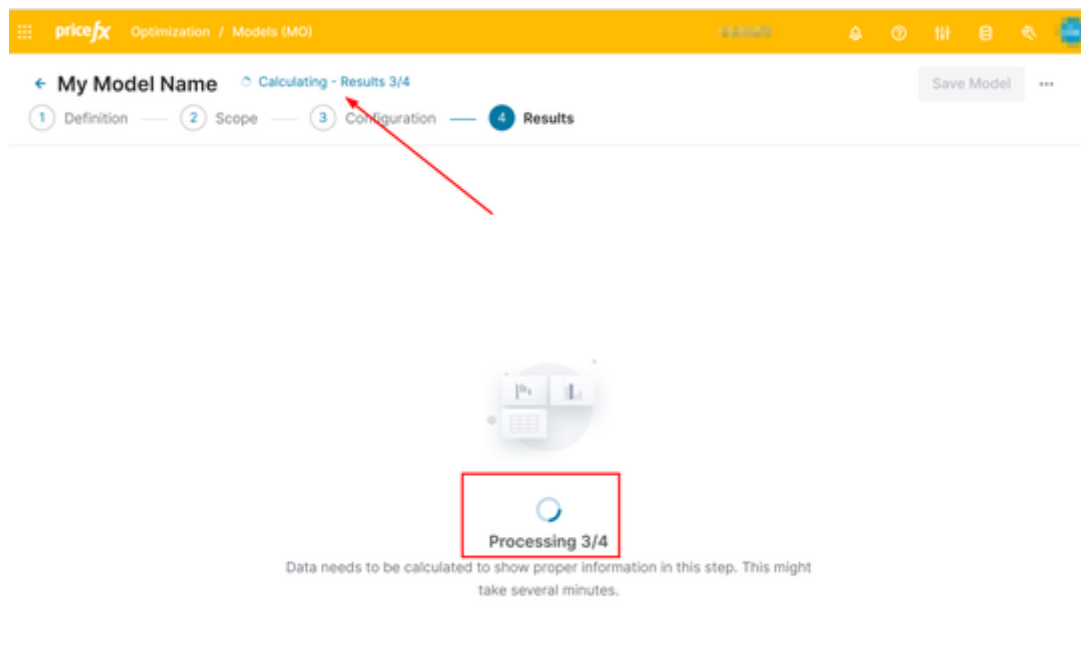 pricefx Optimization / Models (MO)
My Model Name Calculating - Results 3/4 Save Model
1 Definition 2 Scope 3 Configuration 4 Results
Processing 3/4
Data needs to be calculated to show proper information in this step. This might
take several minutes.